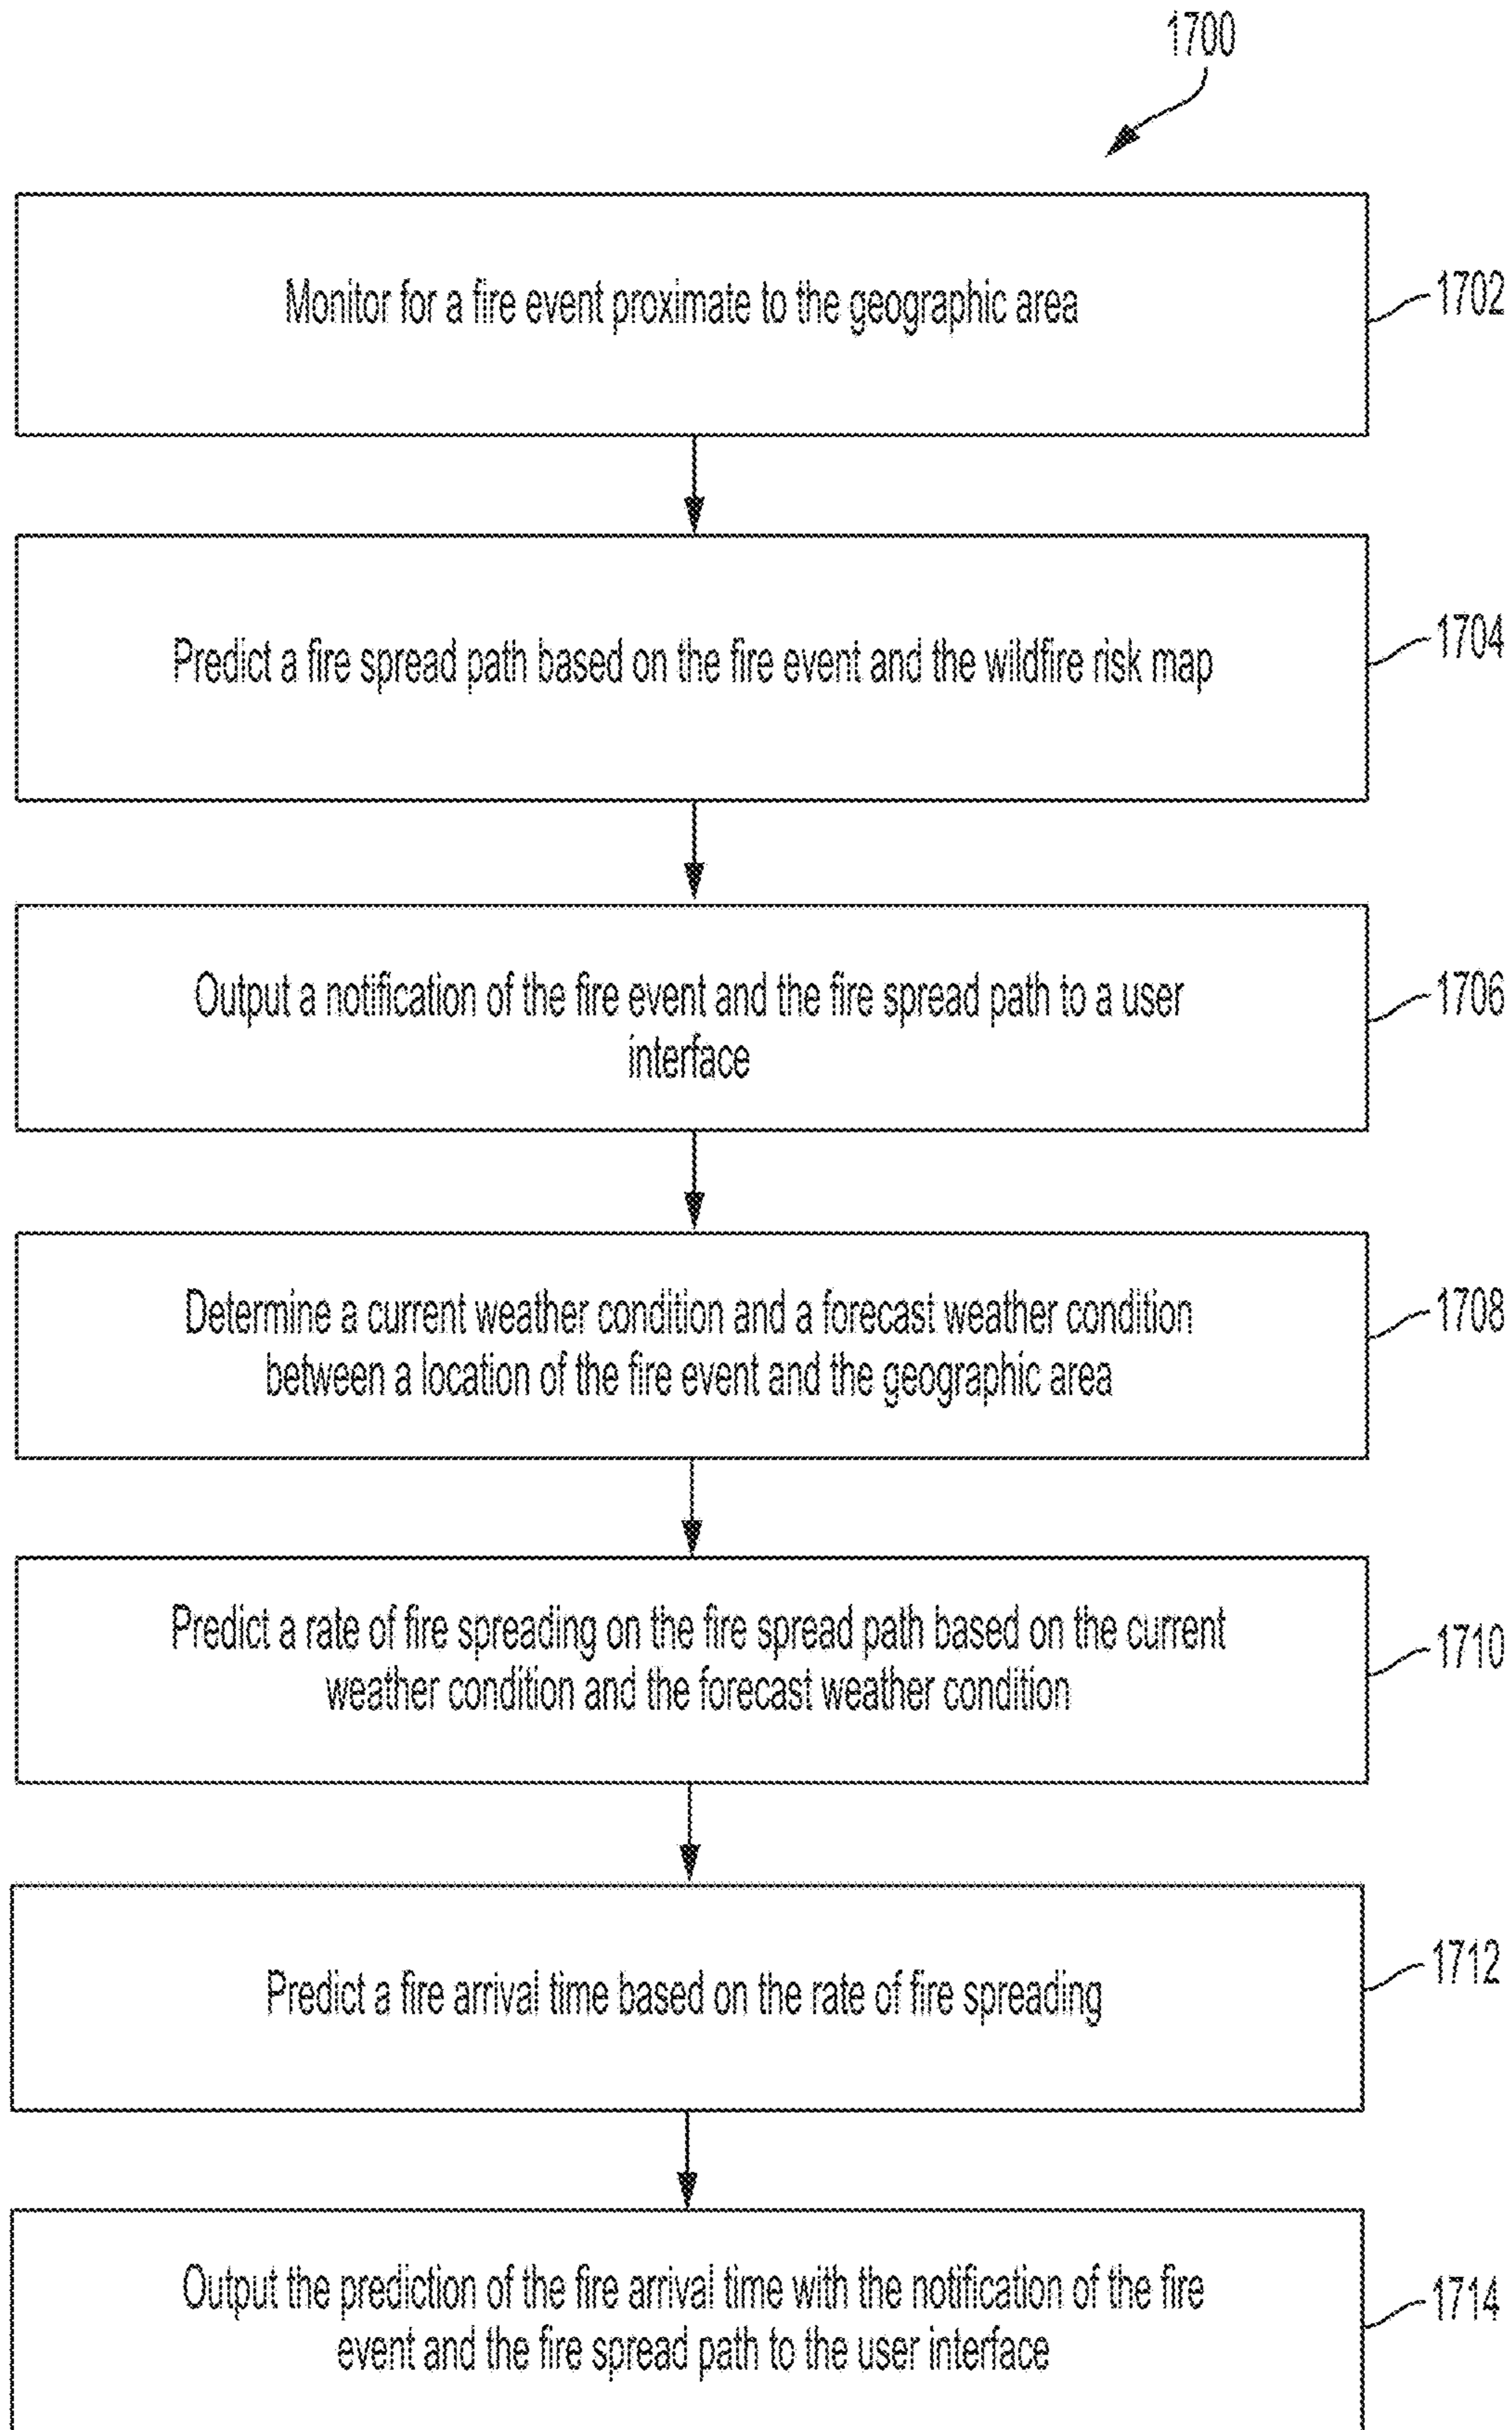 1700
Monitor for a fire event proximate to the geographic area
1702
Predict a fire spread path based on the fire event and the wildfire risk map
1704
Output a notification of the fire event and the fire spread path to a user
interface
1706
Determine a current weather condition and a forecast weather condition
between a location of the fire event and the geographic area
1708
Predict a rate of fire spreading on the fire spread path based on the current
weather condition and the forecast weather condition
1710
Predict a fire arrival time based on the rate of fire spreading
1712
Output the prediction of the fire arrival time with the notification of the fire
event and the fire spread path to the user interface
1714